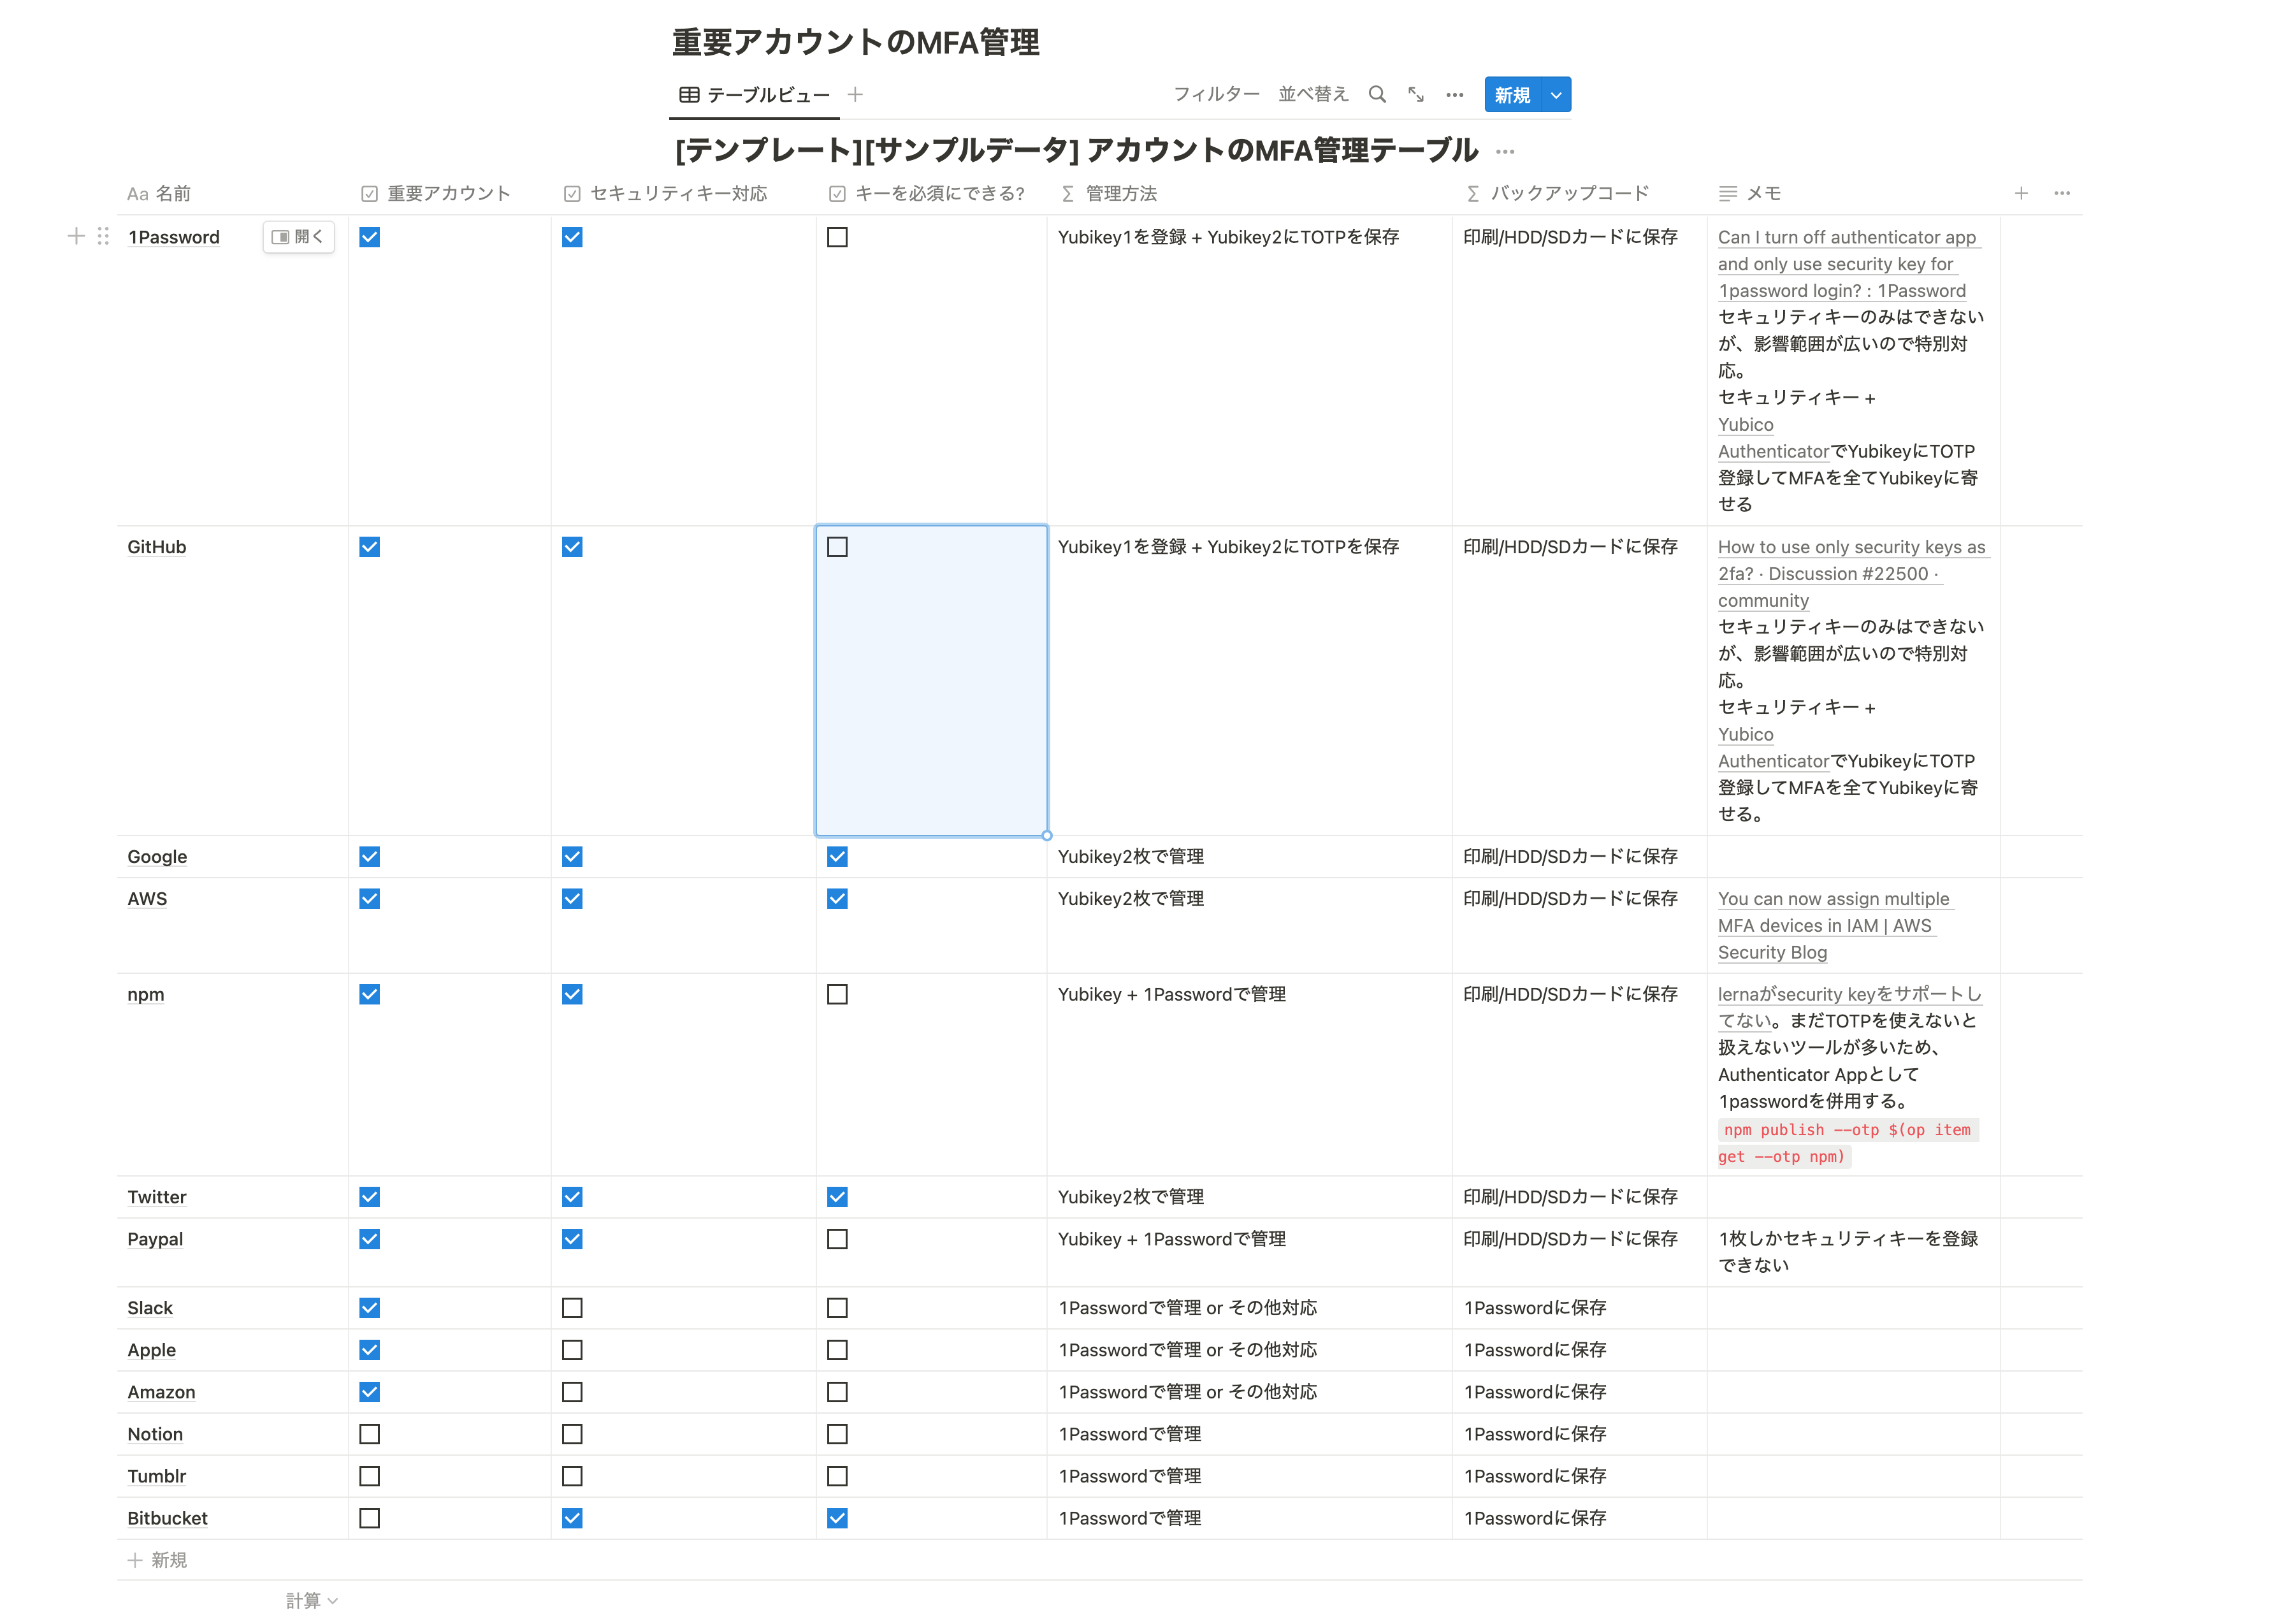 重要アカウントのMFA管理
テーブルビュー
フィルター 並べ替え 新規
[テンプレート][サンプルデータ] アカウントのMFA管理テーブル
Aa 名前 重要アカウント セキュリティキー対応 キーを必須にできる? Σ 管理方法 Σ バックアップコード メモ
1Password 開く Yubikey1を登録 + Yubikey2にTOTPを保存 印刷/HDD/SDカードに保存 Can I turn off authenticator app
and only use security key for
1password login? : 1Password
セキュリティキーのみはできない
が、影響範囲が広いので特別対
応。
セキュリティキー +
Yubico
AuthenticatorでYubikeyにTOTP
登録してMFAを全てYubikeyに寄
せる
GitHub Yubikey1を登録 + Yubikey2にTOTPを保存 印刷/HDD/SDカードに保存 How to use only security keys as
2fa? · Discussion #22500 ·
community
セキュリティキーのみはできない
が、影響範囲が広いので特別対
応。
セキュリティキー +
Yubico
AuthenticatorでYubikeyにTOTP
登録してMFAを全てYubikeyに寄
せる。
Google Yubikey2枚で管理 印刷/HDD/SDカードに保存
AWS Yubikey2枚で管理 印刷/HDD/SDカードに保存 You can now assign multiple
MFA devices in IAM | AWS
Security Blog
npm Yubikey + 1Passwordで管理 印刷/HDD/SDカードに保存 lernaがsecurity keyをサポートし
てない。まだTOTPを使えないと
扱えないツールが多いため、
Authenticator Appとして
1passwordを併用する。
npm publish --otp $(op item
get --otp npm)
Twitter Yubikey2枚で管理 印刷/HDD/SDカードに保存
Paypal Yubikey + 1Passwordで管理 印刷/HDD/SDカードに保存 1枚しかセキュリティキーを登録
できない
Slack 1Passwordで管理 or その他対応 1Passwordに保存
Apple 1Passwordで管理 or その他対応 1Passwordに保存
Amazon 1Passwordで管理 or その他対応 1Passwordに保存
Notion 1Passwordで管理 1Passwordに保存
Tumblr 1Passwordで管理 1Passwordに保存
Bitbucket 1Passwordで管理 1Passwordに保存
新規
計算